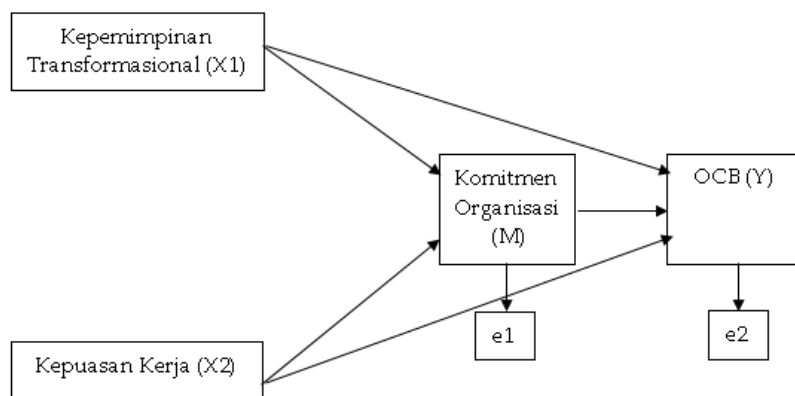 Kepemimpinan
Transformasional (X1)
Komitmen
Organisasi
(M)
OCB (Y)
e1
e2
Kepuasan Kerja (X2)